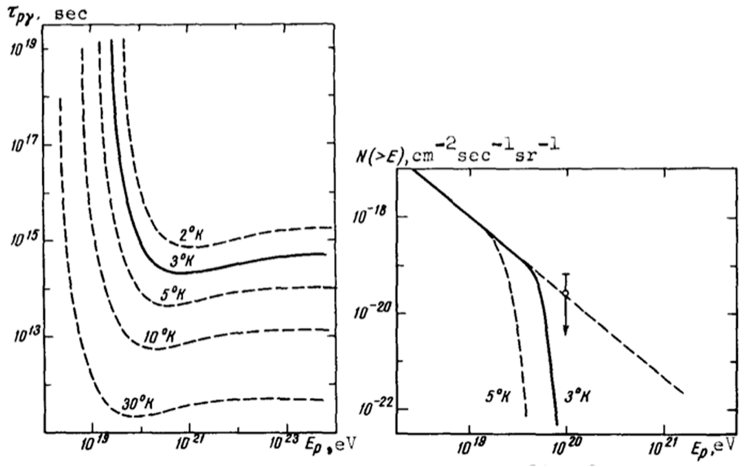 τpγ, sec
10^19
10^17
10^15
10^13
2°K
3°K
5°K
10°K
30°K
10^19
10^21
10^23
Ep, eV
N(>E), cm^-2 sec^-1 sr^-1
10^-18
10^-20
10^-22
5°K
3°K
10^19
10^20
10^21
Ep, eV